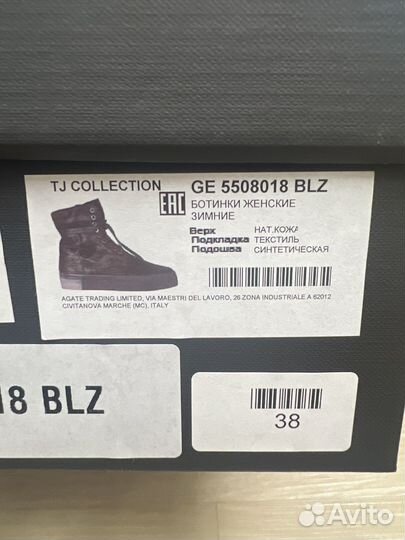 TJ COLLECTION
EAC
GE 5508018 BLZ
БОТИНКИ ЖЕНСКИЕ
ЗИМНИЕ
Верх НАТ.КОЖА
Подкладка ТЕКСТИЛЬ
Подошва СИНТЕТИЧЕСКАЯ
AGATE TRADING LIMITED, VIA MAESTRI DEL LAVORO, 26 ZONA INDUSTRIALE A 62012
CIVITANOVA MARCHE (MC), ITALY
18 BLZ
38
Avito